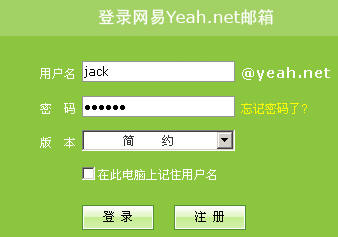 登录网易Yeah.net邮箱
用户名 jack @yeah.net
密 码 ●●●●●● 忘记密码了?
版 本 简 约
在此电脑上记住用户名
登 录 注 册